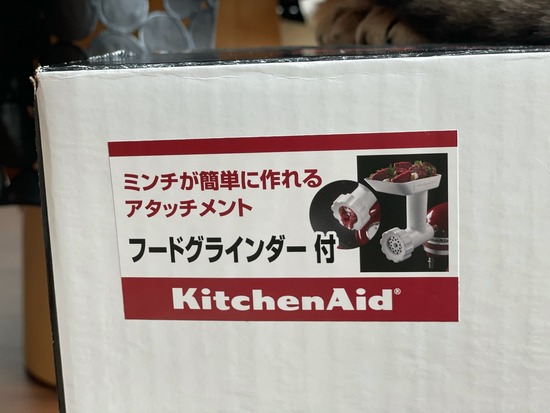 ミンチが簡単に作れる
アタッチメント
フードグラインダー 付
KitchenAid®